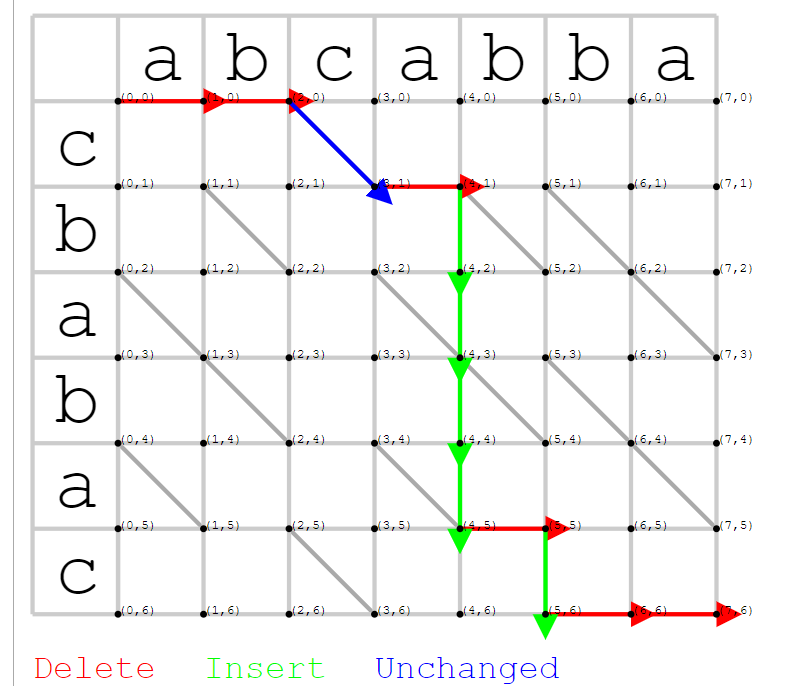 a b c a b b a
(0,0) (1,0) (2,0) (3,0) (4,0) (5,0) (6,0) (7,0)
c
(0,1) (1,1) (2,1) (3,1) (4,1) (5,1) (6,1) (7,1)
b
(0,2) (1,2) (2,2) (3,2) (4,2) (5,2) (6,2) (7,2)
a
(0,3) (1,3) (2,3) (3,3) (4,3) (5,3) (6,3) (7,3)
b
(0,4) (1,4) (2,4) (3,4) (4,4) (5,4) (6,4) (7,4)
a
(0,5) (1,5) (2,5) (3,5) (4,5) (5,5) (6,5) (7,5)
c
(0,6) (1,6) (2,6) (3,6) (4,6) (5,6) (6,6) (7,6)
Delete Insert Unchanged